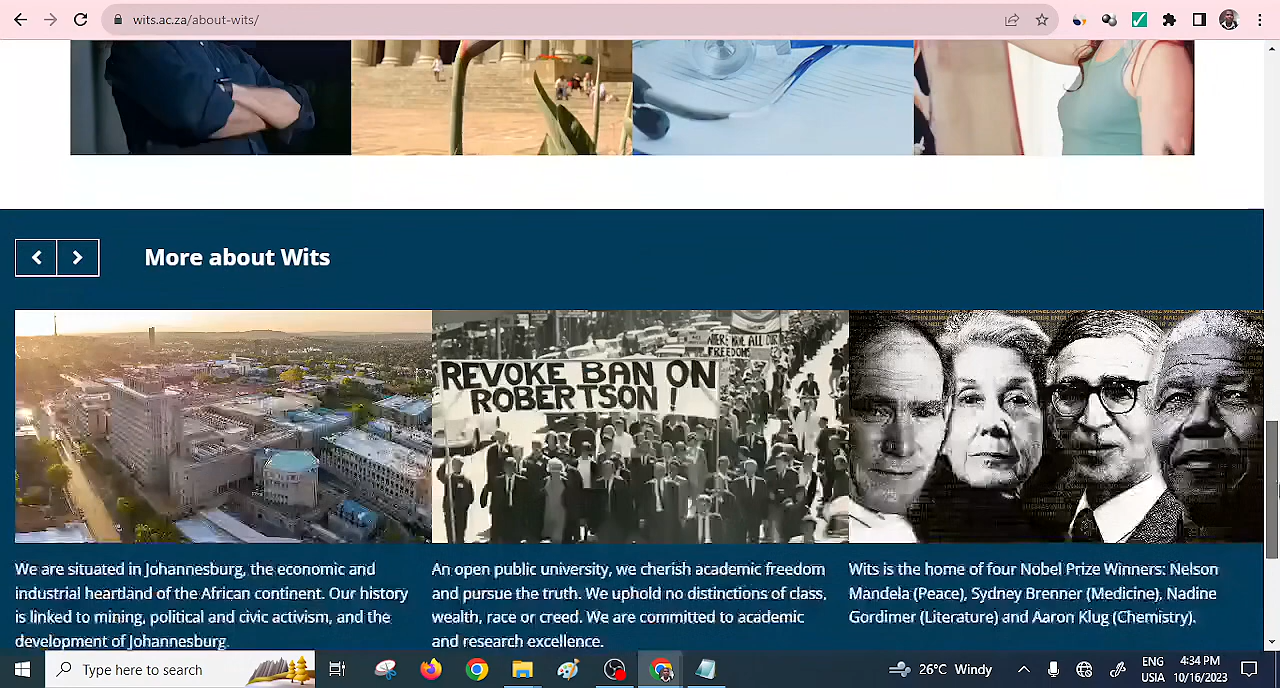 wits.ac.za/about-wits/
More about Wits
WHERE
ALL OUR
FREEDOMS
REVOKE BAN ON
ROBERTSON !
We are situated in Johannesburg, the economic and
industrial heartland of the African continent. Our history
is linked to mining, political and civic activism, and the
development of Johannesburg.
An open public university, we cherish academic freedom
and pursue the truth. We uphold no distinctions of class,
wealth, race or creed. We are committed to academic
and research excellence.
Wits is the home of four Nobel Prize Winners: Nelson
Mandela (Peace), Sydney Brenner (Medicine), Nadine
Gordimer (Literature) and Aaron Klug (Chemistry).
Type here to search
26°C Windy
ENG
USA
4:34 PM
10/16/2023